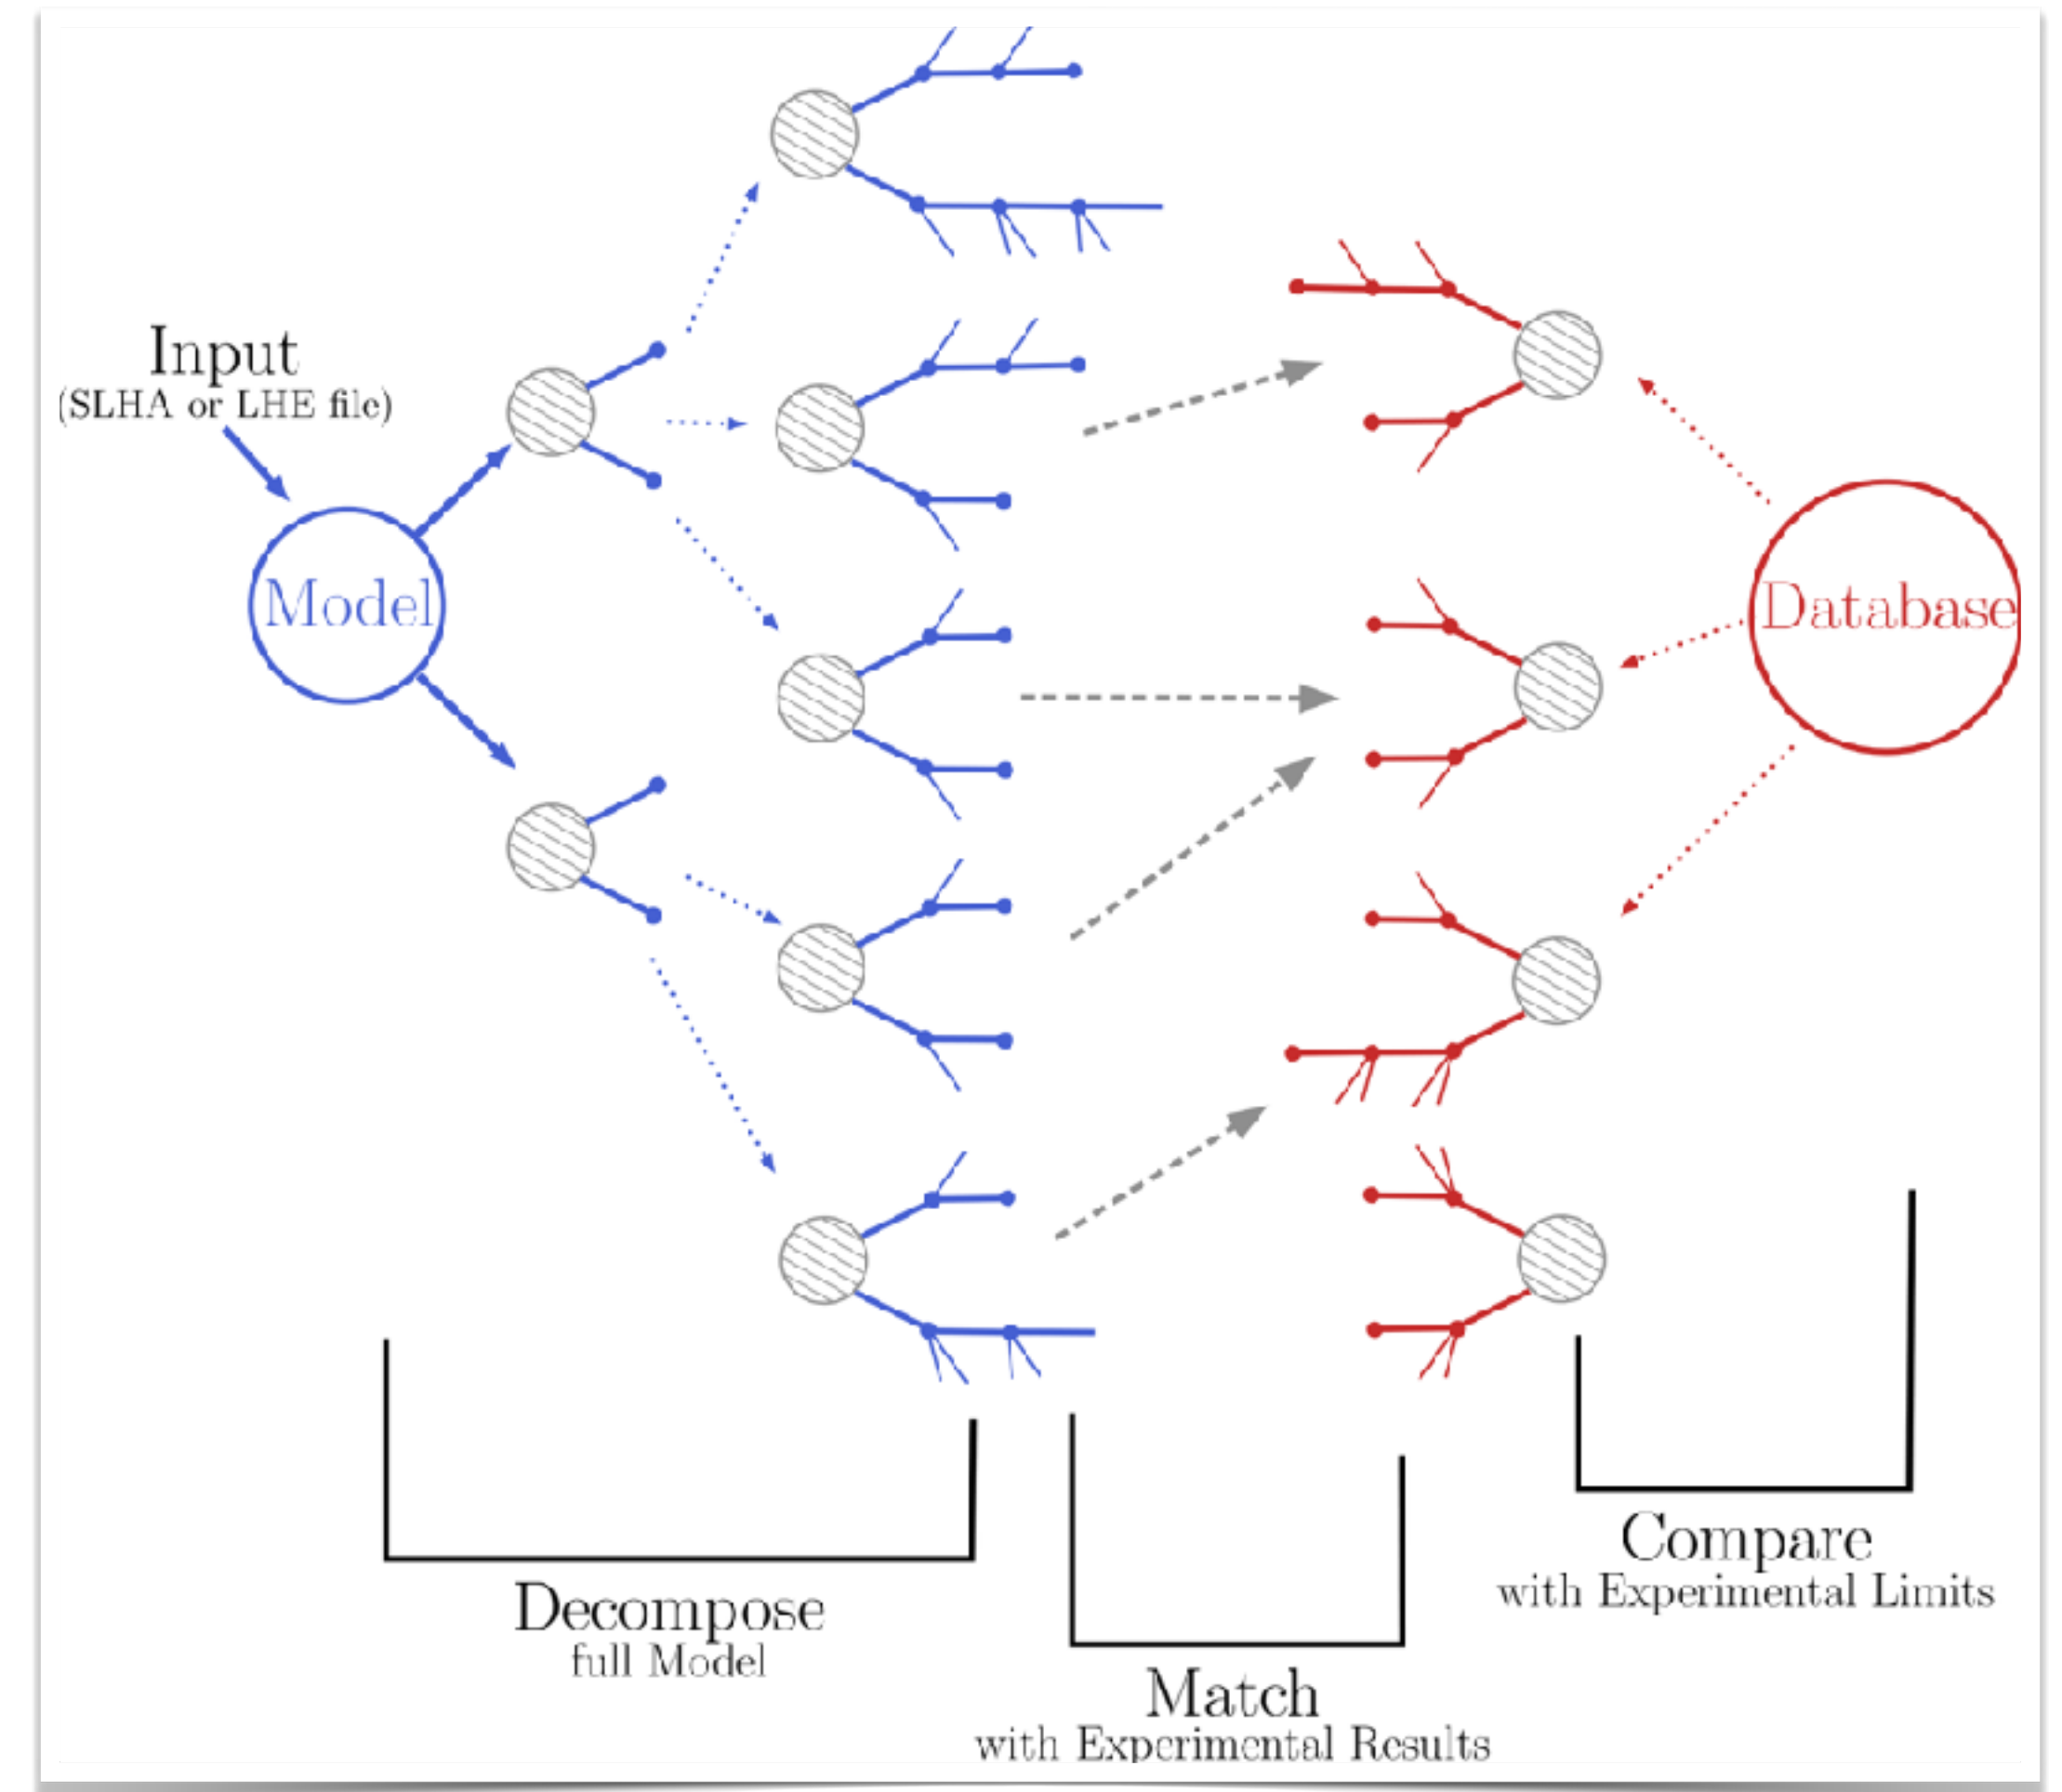 Input
(SLHA or LHE file)
Model
Database
Decompose
full Model
Match
with Experimental Results
Compare
with Experimental Limits